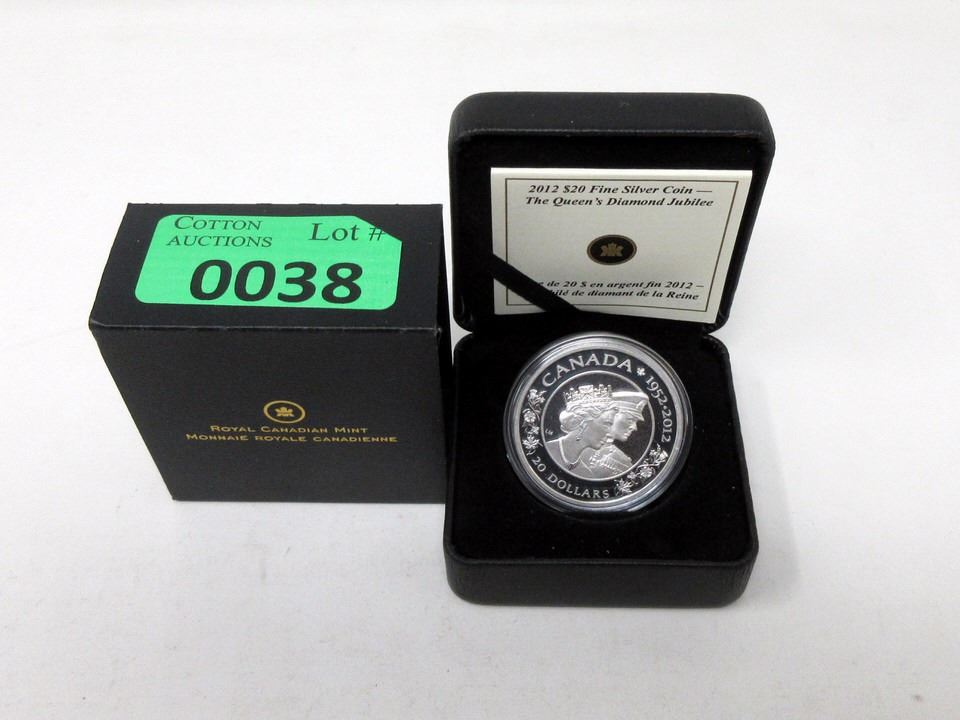 COTTON
AUCTIONS
Lot #
0038
ROYAL CANADIAN MINT
MONNAIE ROYALE CANADIENNE
2012 $20 Fine Silver Coin —
The Queen's Diamond Jubilee
de 20 $ en argent fin 2012 –
de diamant de la Reine
CANADA 1952-2012
20 DOLLARS